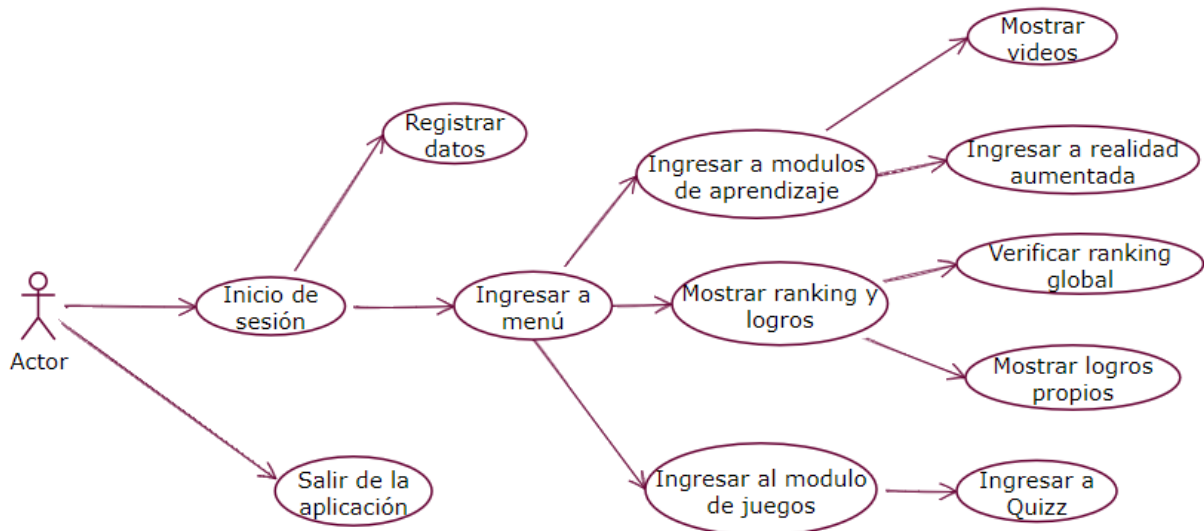 Mostrar
videos
Registrar
datos
Ingresar a modulos
de aprendizaje
Ingresar a realidad
aumentada
Verificar ranking
global
Inicio de
sesión
Ingresar a
menú
Mostrar ranking y
logros
Actor
Mostrar logros
propios
Salir de la
aplicación
Ingresar al modulo
de juegos
Ingresar a
Quizz